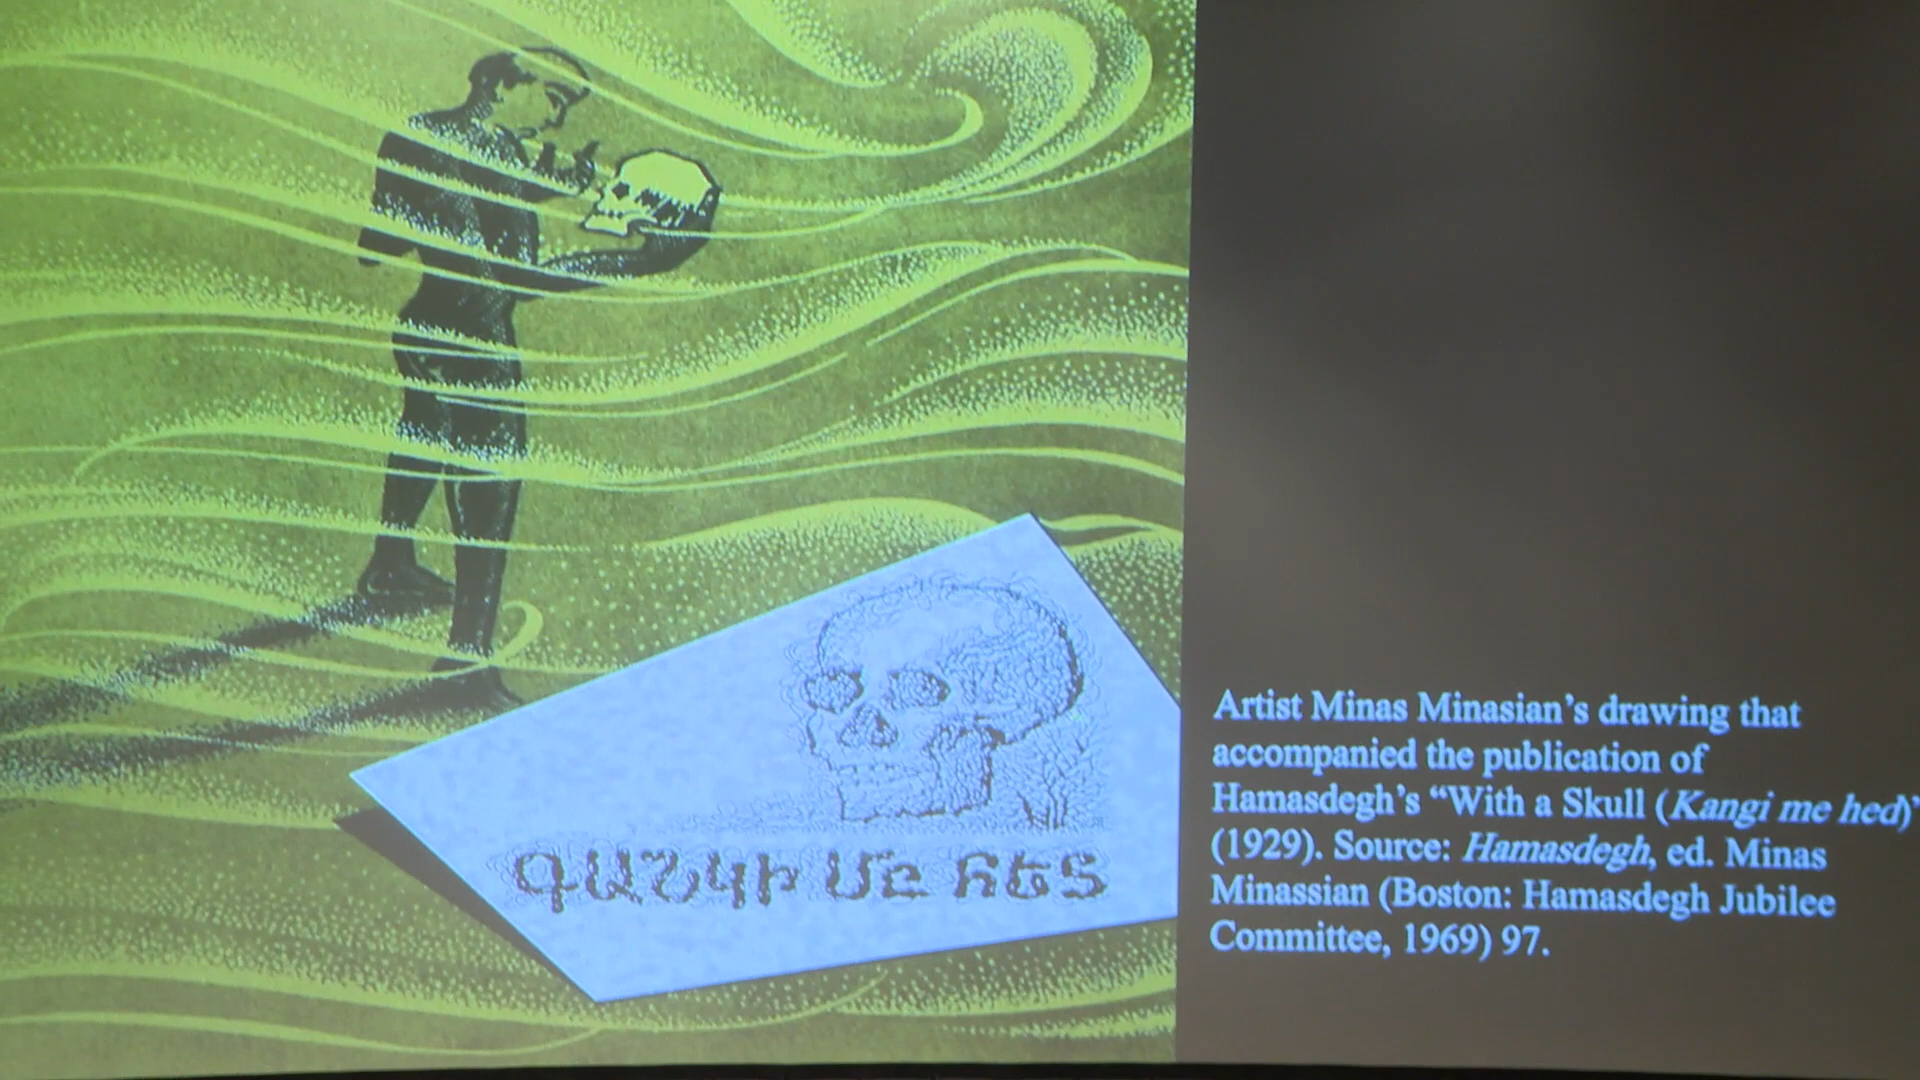 ԳԱՆԿԻ ՄԸ ՀԵՏ
Artist Minas Minasian’s drawing that
accompanied the publication of
Hamasdegh’s “With a Skull (Kangi me hed)”
(1929). Source: Hamasdegh, ed. Minas
Minassian (Boston: Hamasdegh Jubilee
Committee, 1969) 97.